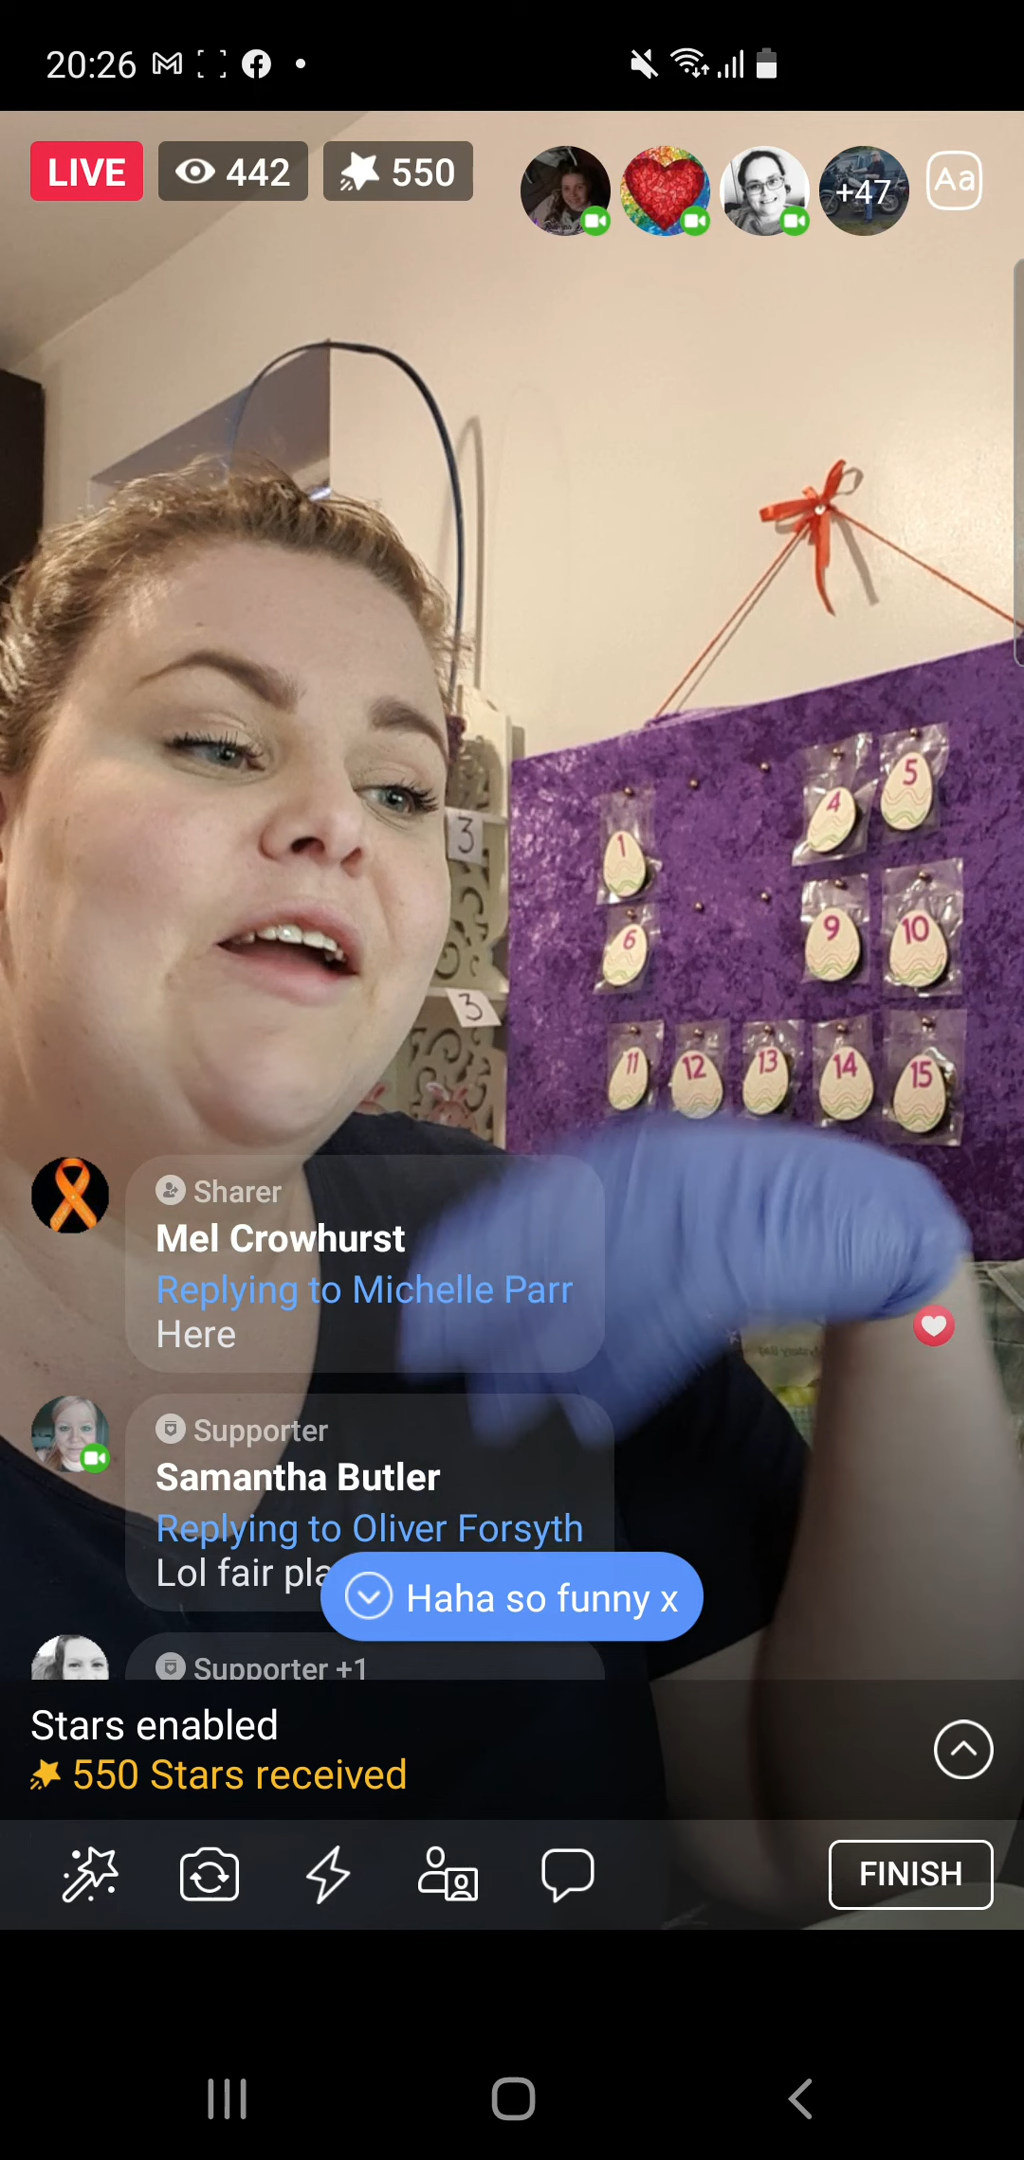 20:26
LIVE
442
550
+47
Aa
5
4
1
3
9
10
6
3
11
12
13
14
15
Sharer
Mel Crowhurst
Replying to Michelle Parr
Here
Supporter
Samantha Butler
Replying to Oliver Forsyth
Lol fair pla
Haha so funny x
Supporter +1
Stars enabled
550 Stars received
FINISH